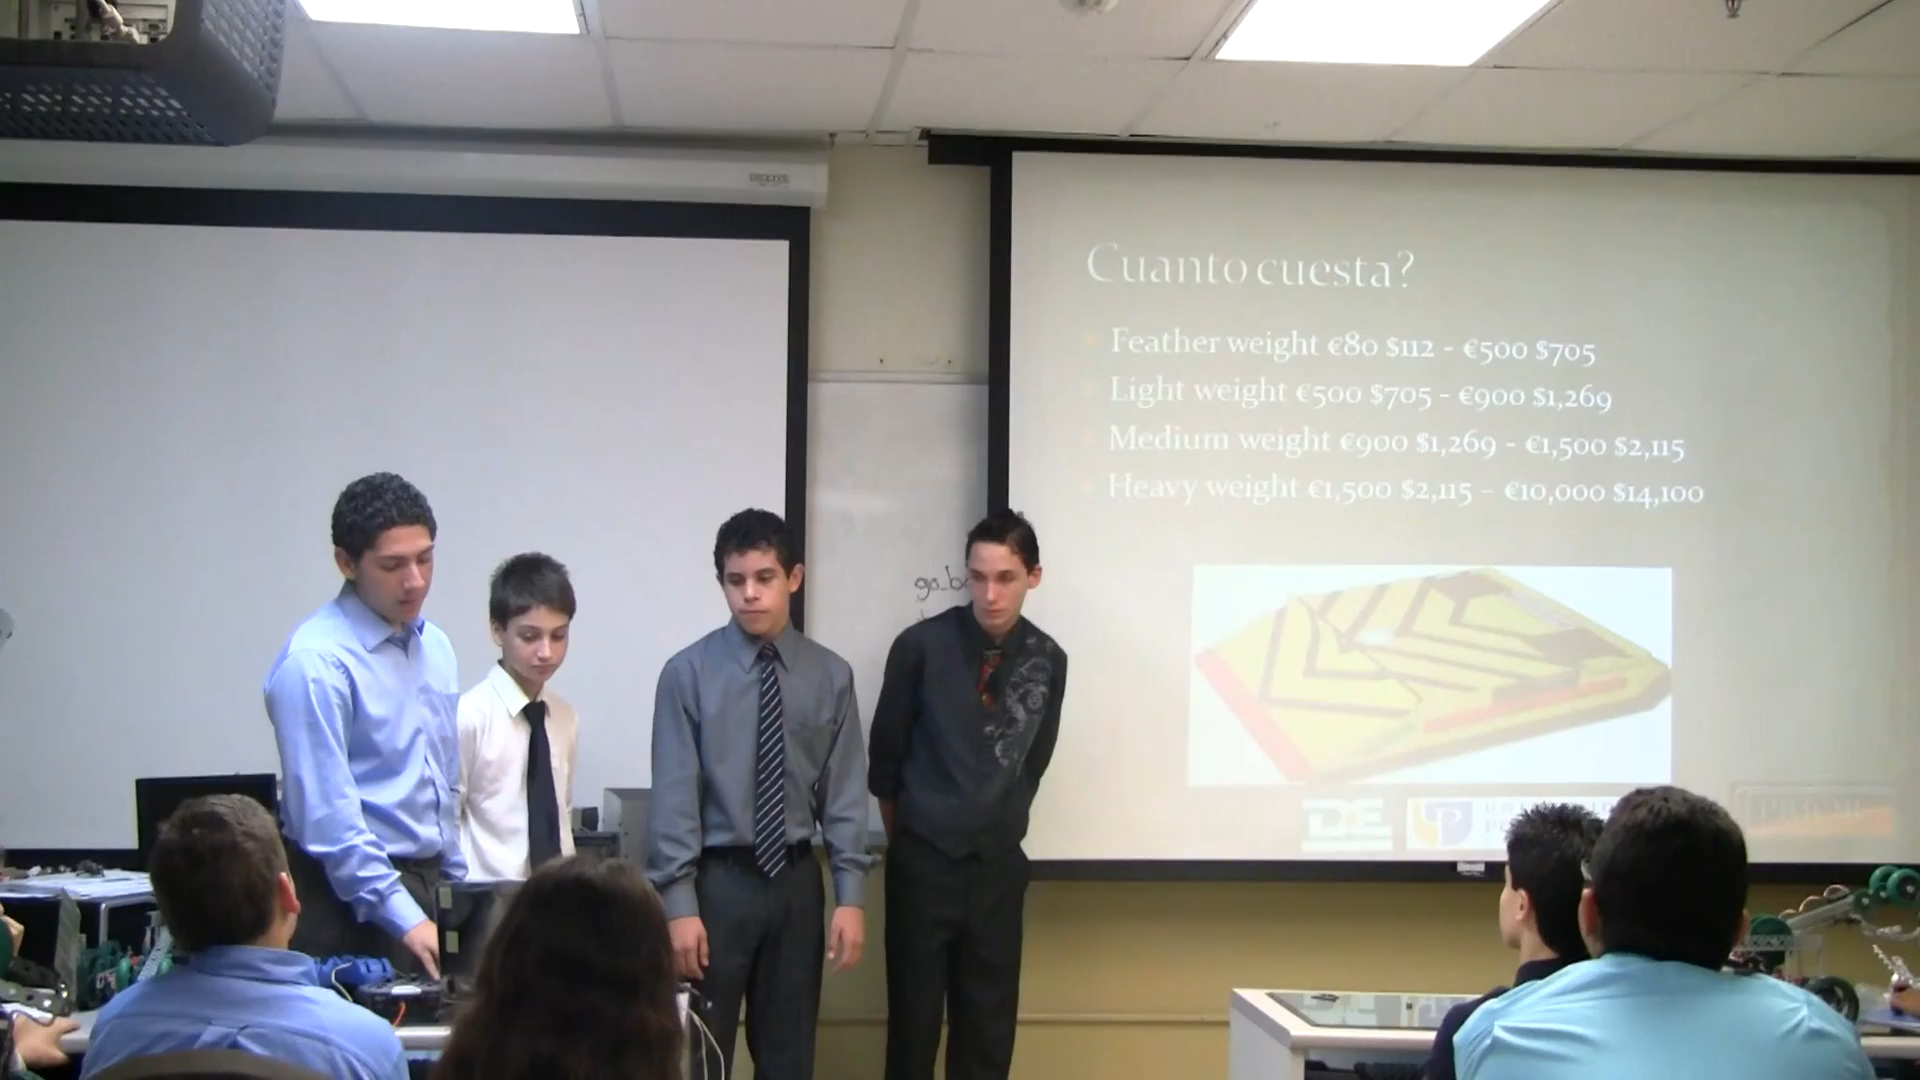 Cuanto cuesta?
Feather weight €80 $112 - €500 $705
Light weight €500 $705 - €900 $1,269
Medium weight €900 $1,269 - €1,500 $2,115
Heavy weight €1,500 $2,115 – €10,000 $14,100